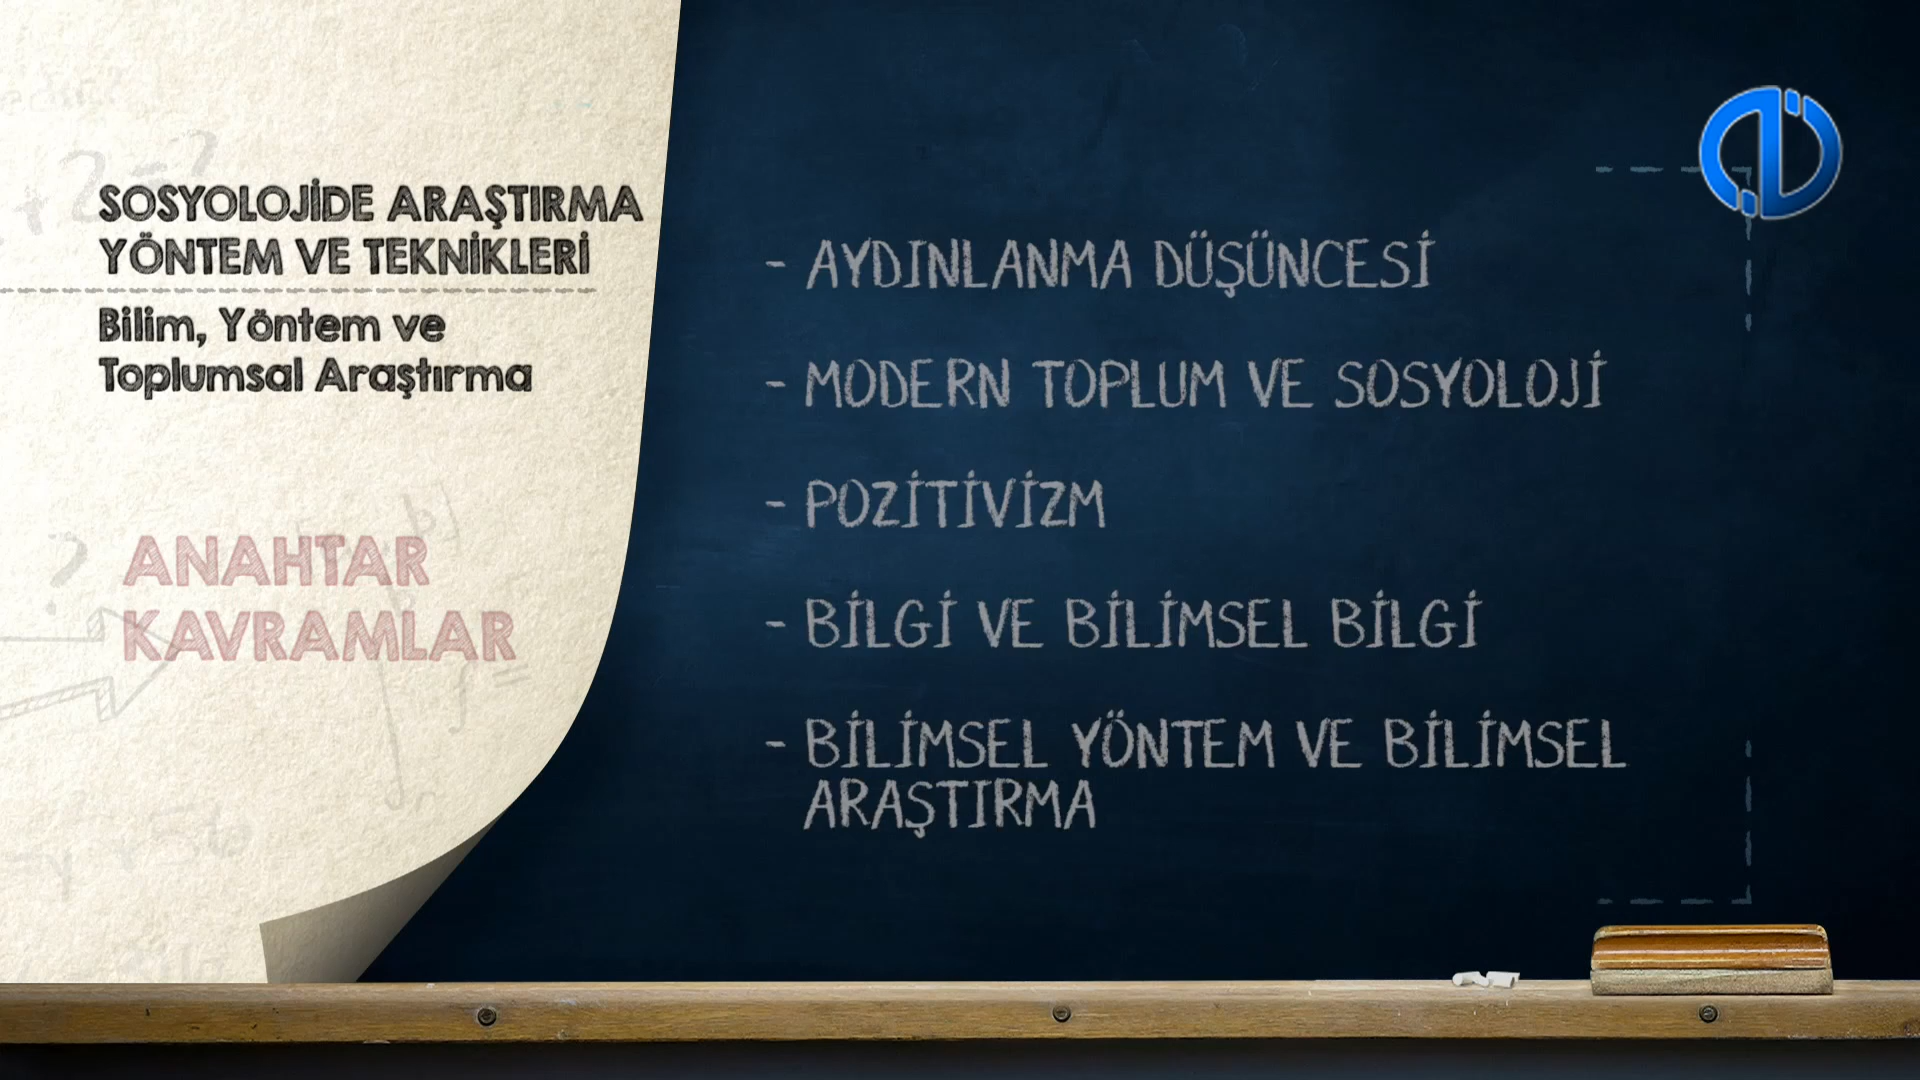 SOSYOLOJİDE ARAŞTIRMA
YÖNTEM VE TEKNİKLERİ
Bilim, Yöntem ve
Toplumsal Araştırma
ANAHTAR
KAVRAMLAR
- AYDINLANMA DÜŞÜNCESİ
- MODERN TOPLUM VE SOSYOLOJİ
- POZİTİVİZM
- BİLGİ VE BİLİMSEL BİLGİ
- BİLİMSEL YÖNTEM VE BİLİMSEL
ARAŞTIRMA